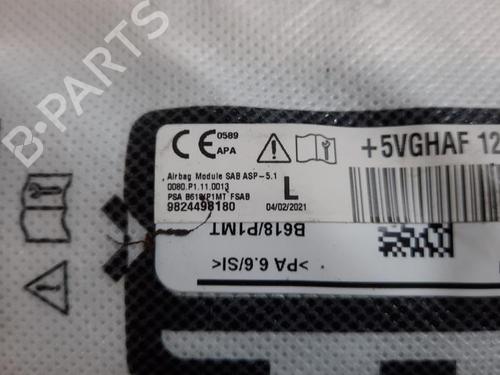 B-PARTS
CE 0589
APA
+5VGHAF 12
Airbag Module SAB ASP-5.1
0080.P1.11.0013
PSA B618/P1MT FSAB
9824498180
L
04/02/2021
B618/P1MT
>PA 6.6/SI<